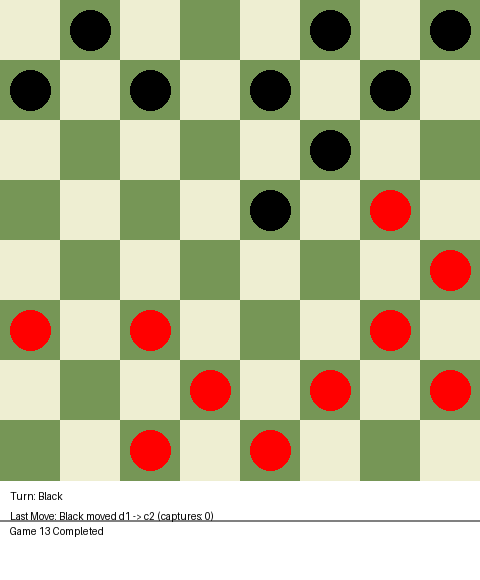 Turn: Black
Last Move: Black moved d1 -> c2 (captures: 0)
Game 13 Completed